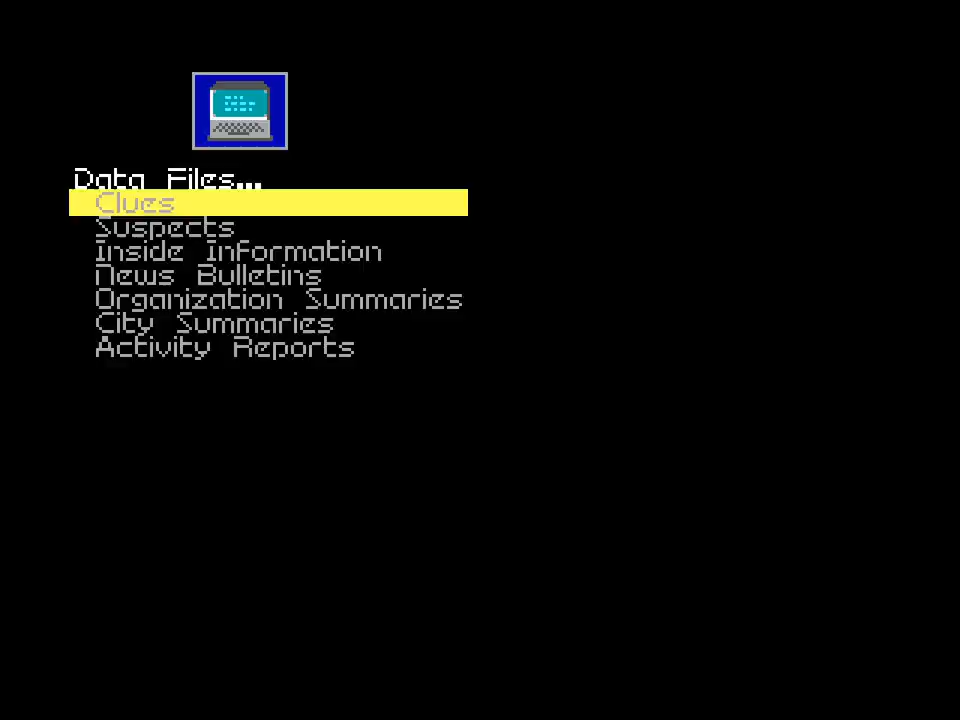 Data Files...
Clues
Suspects
Inside Information
News Bulletins
Organization Summaries
City Summaries
Activity Reports